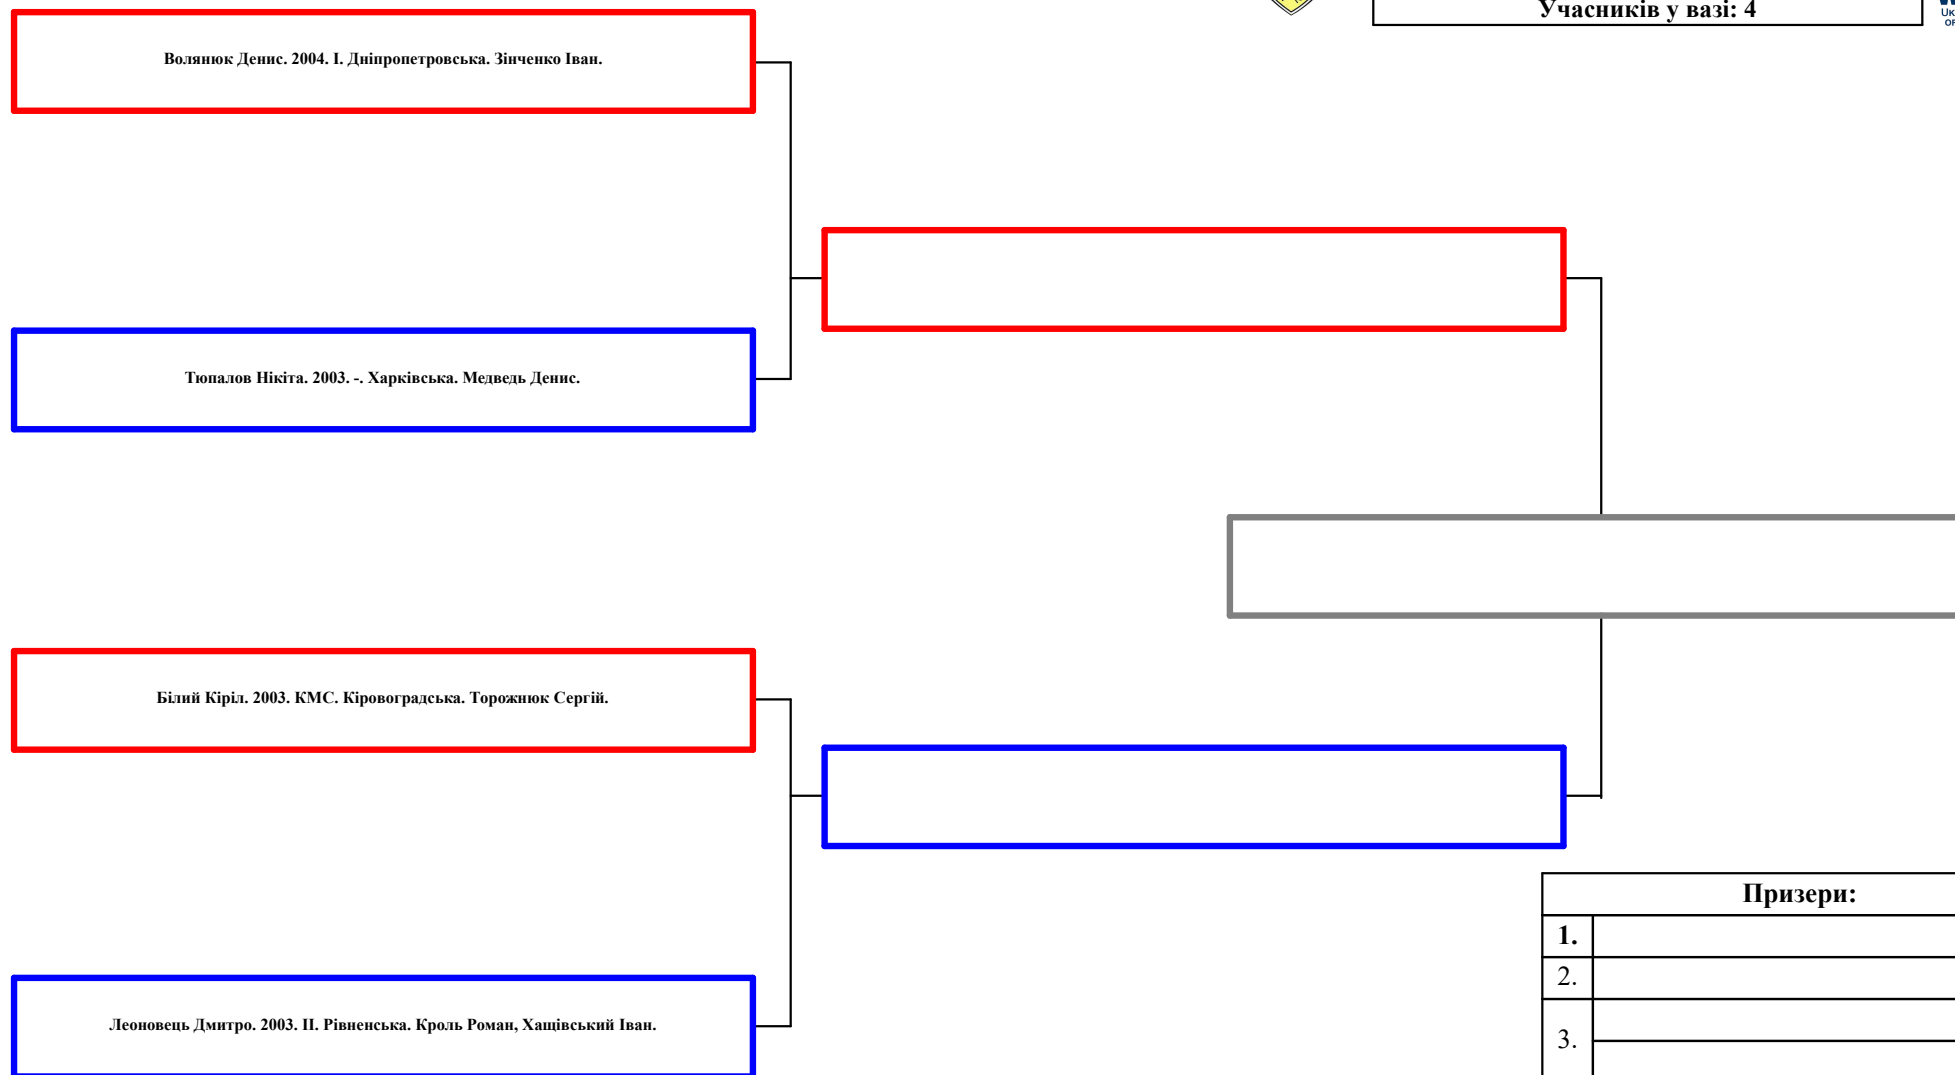 Учасників у вазі: 4
Волянюк Денис. 2004. І. Дніпропетровська. Зінченко Іван.
Тюпалов Нікіта. 2003. -. Харківська. Медведь Денис.
Білий Кіріл. 2003. КМС. Кіровоградська. Торожнюк Сергій.
Леоновець Дмитро. 2003. ІІ. Рівненська. Кроль Роман, Хащівський Іван.
Призери:
1.
2.
3.